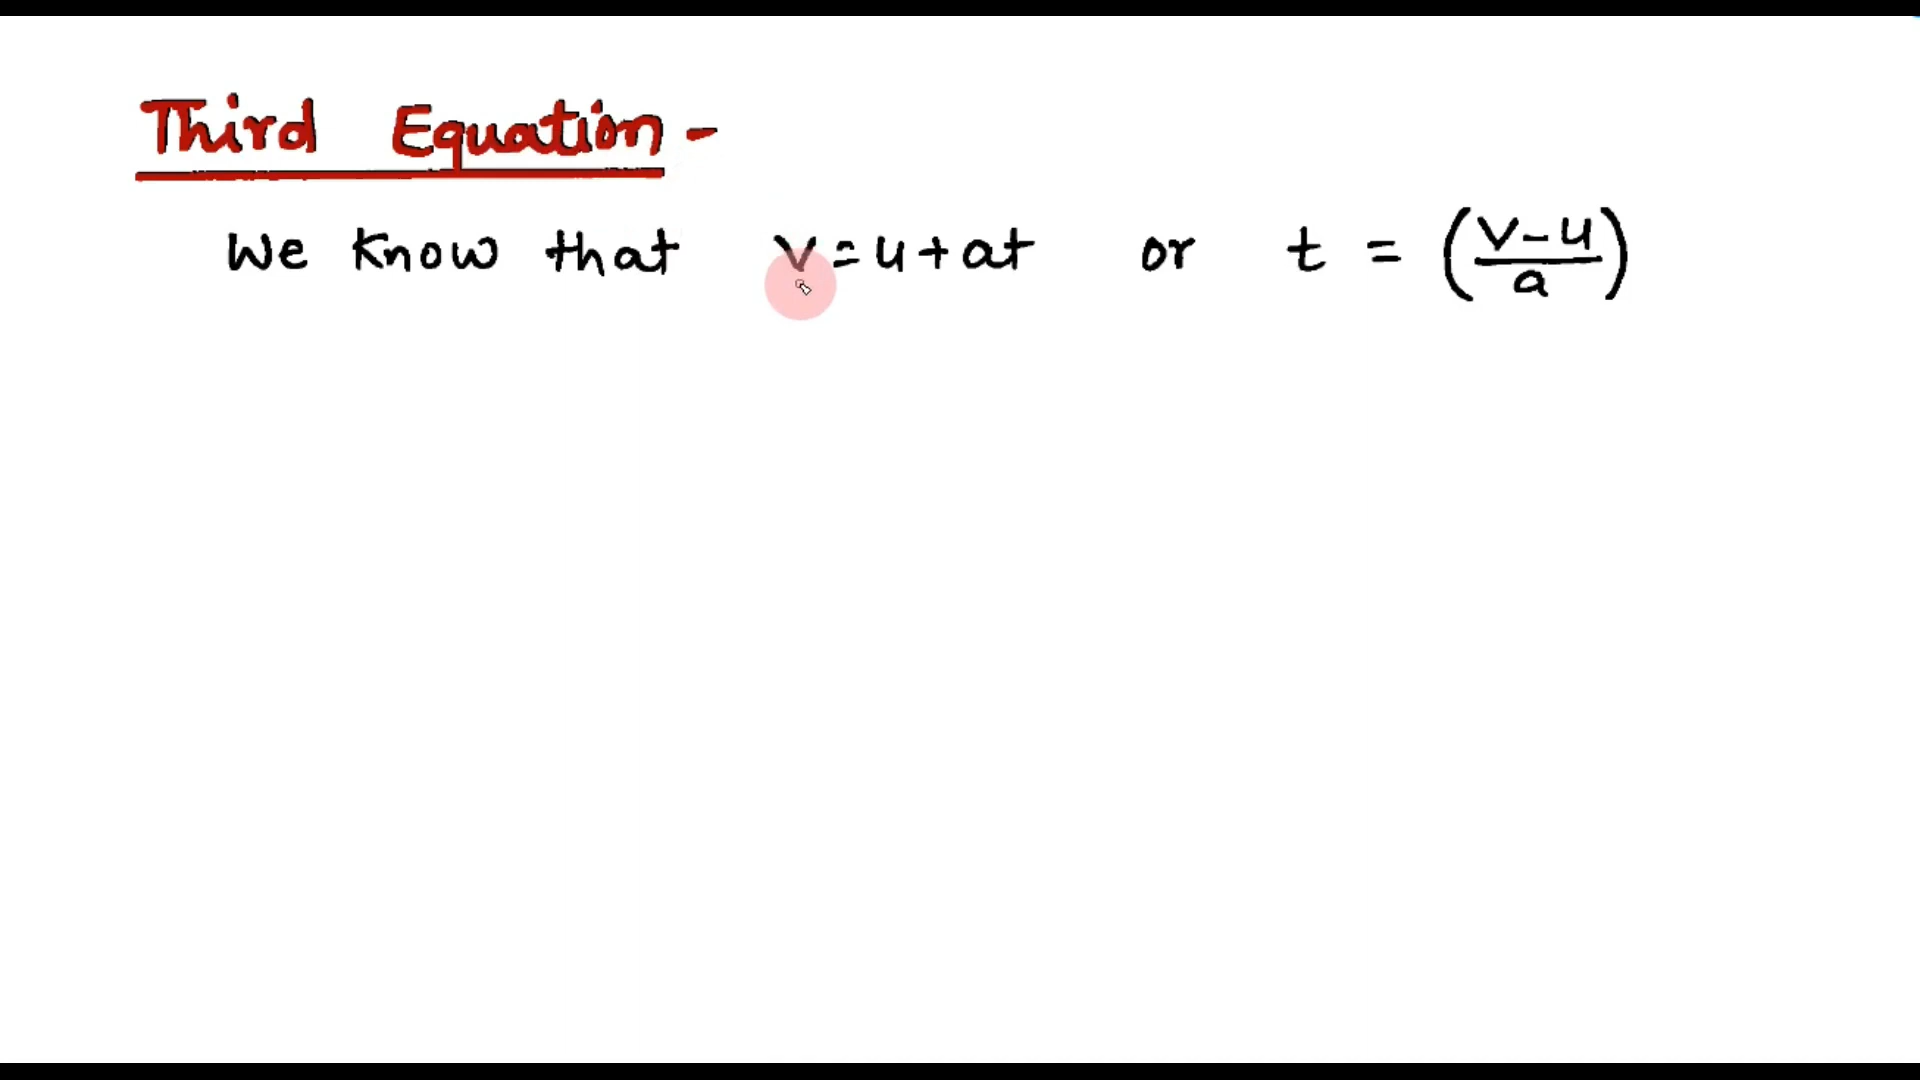 Third Equation -
We know that v = u + at or t = (v-u/a)